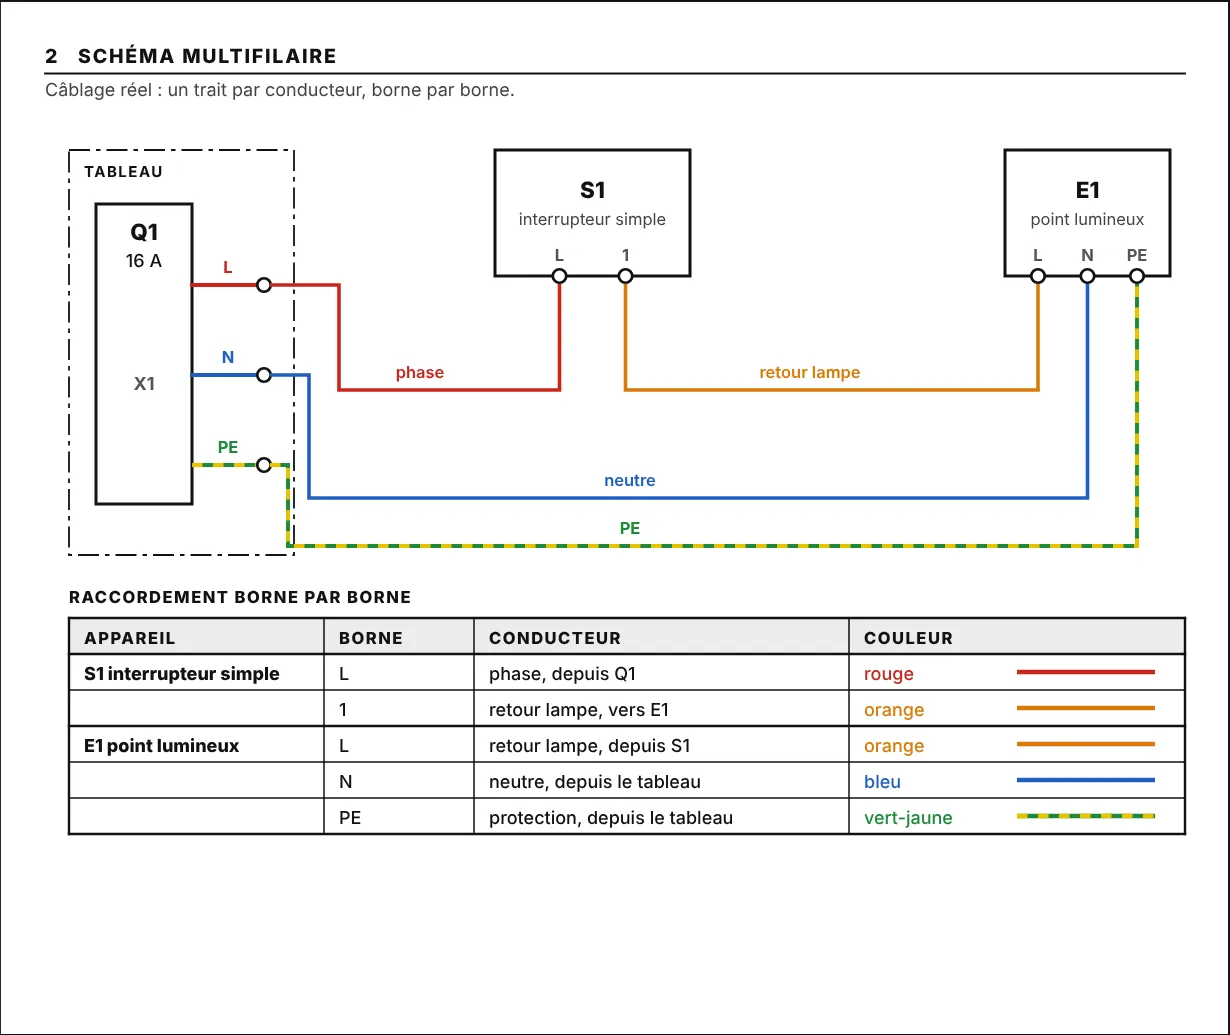 2 SCHÉMA MULTIFILAIRE
Câblage réel : un trait par conducteur, borne par borne.
TABLEAU
Q1
16 A
X1
L
N
PE
S1
interrupteur simple
L 1
E1
point lumineux
L N PE
phase
retour lampe
neutre
PE
RACCORDEMENT BORNE PAR BORNE
APPAREIL BORNE CONDUCTEUR COULEUR
S1 interrupteur simple L phase, depuis Q1 rouge
1 retour lampe, vers E1 orange
E1 point lumineux L retour lampe, depuis S1 orange
N neutre, depuis le tableau bleu
PE protection, depuis le tableau vert-jaune